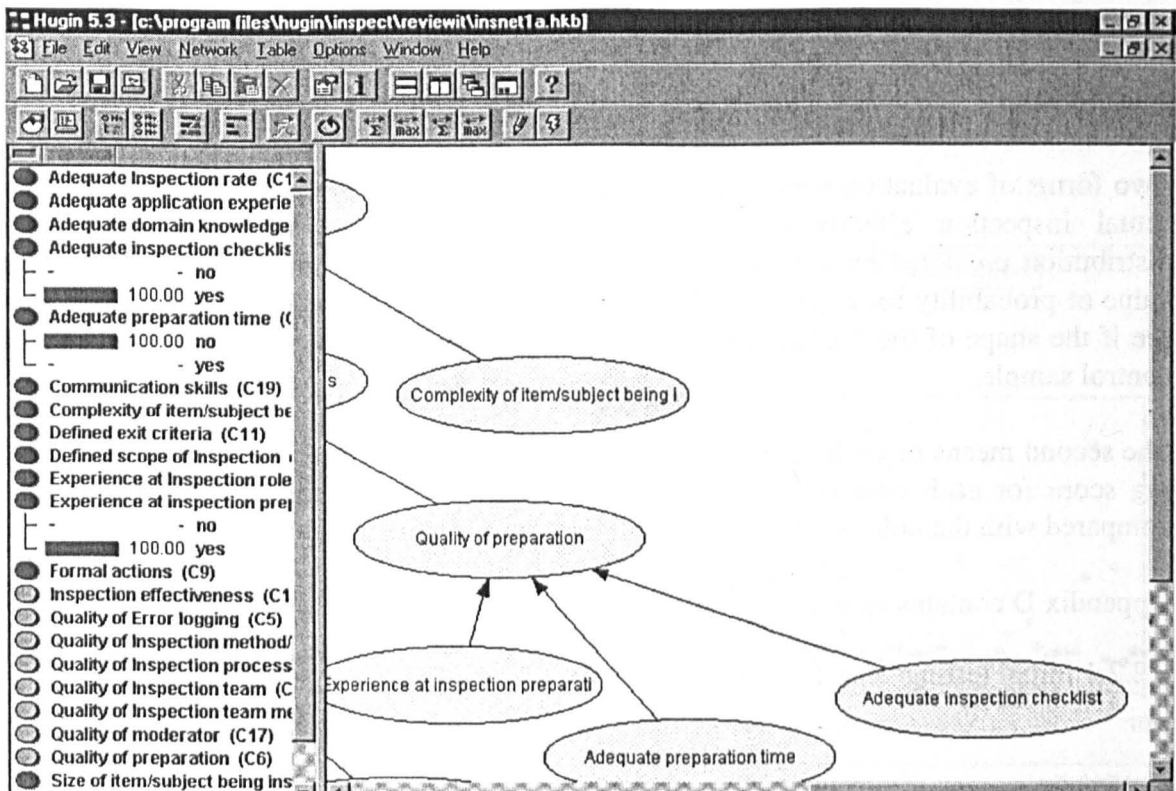 Hugin 5.3 - [c:\program files\hugin\inspect\reviewit\insnet1a.hkb]
File Edit View Network Table Options Window Help
Adequate Inspection rate (C1
Adequate application experie
Adequate domain knowledge
Adequate inspection checklis
- - no
100.00 yes
Adequate preparation time (C
100.00 no
- - yes
Communication skills (C19)
Complexity of item/subject be
Defined exit criteria (C11)
Defined scope of Inspection
Experience at Inspection role
Experience at inspection prep
- - no
100.00 yes
Formal actions (C9)
Inspection effectiveness (C1
Quality of Error logging (C5)
Quality of Inspection method/
Quality of Inspection process
Quality of Inspection team (C
Quality of Inspection team me
Quality of moderator (C17)
Quality of preparation (C6)
Size of item/subject being ins
s
Complexity of item/subject being i
Quality of preparation
Experience at inspection preparati
Adequate inspection checklist
Adequate preparation time